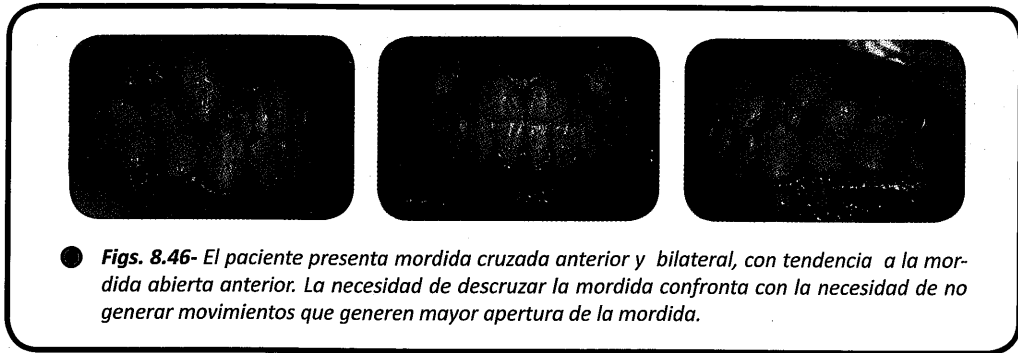 Figs. 8.46- El paciente presenta mordida cruzada anterior y bilateral, con tendencia a la mor-
dida abierta anterior. La necesidad de descruzar la mordida confronta con la necesidad de no
generar movimientos que generen mayor apertura de la mordida.